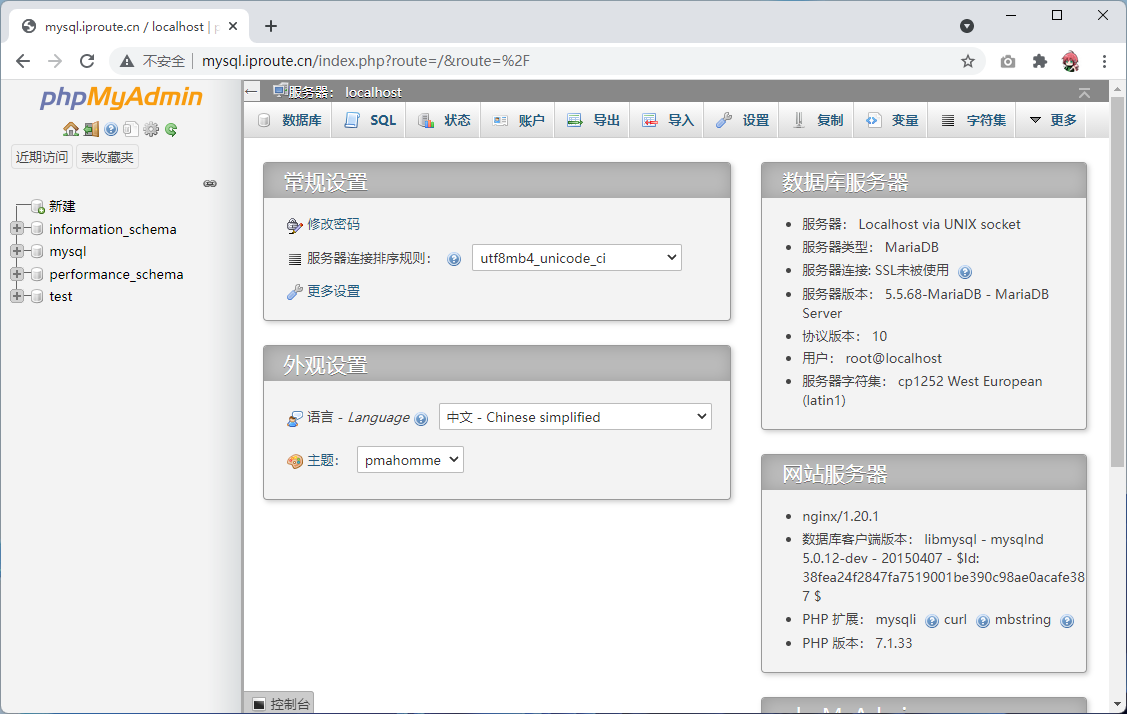 mysql.iproute.cn / localhost | p
不安全 mysql.iproute.cn/index.php?route=/&route=%2F
phpMyAdmin
近期访问 表收藏夹
新建
information_schema
mysql
performance_schema
test
服务器: localhost
数据库 SQL 状态 账户 导出 导入 设置 复制 变量 字符集 更多
常规设置
修改密码
服务器连接排序规则: utf8mb4_unicode_ci
更多设置
外观设置
语言 - Language 中文 - Chinese simplified
主题: pmahomme
数据库服务器
服务器: Localhost via UNIX socket
服务器类型: MariaDB
服务器连接: SSL未被使用
服务器版本: 5.5.68-MariaDB - MariaDB
Server
协议版本: 10
用户: root@localhost
服务器字符集: cp1252 West European
(latin1)
网站服务器
nginx/1.20.1
数据库客户端版本: libmysql - mysqlnd
5.0.12-dev - 20150407 - $Id:
38fea24f2847fa7519001be390c98ae0acafe38
7 $
PHP 扩展: mysqli curl mbstring
PHP 版本: 7.1.33
控制台